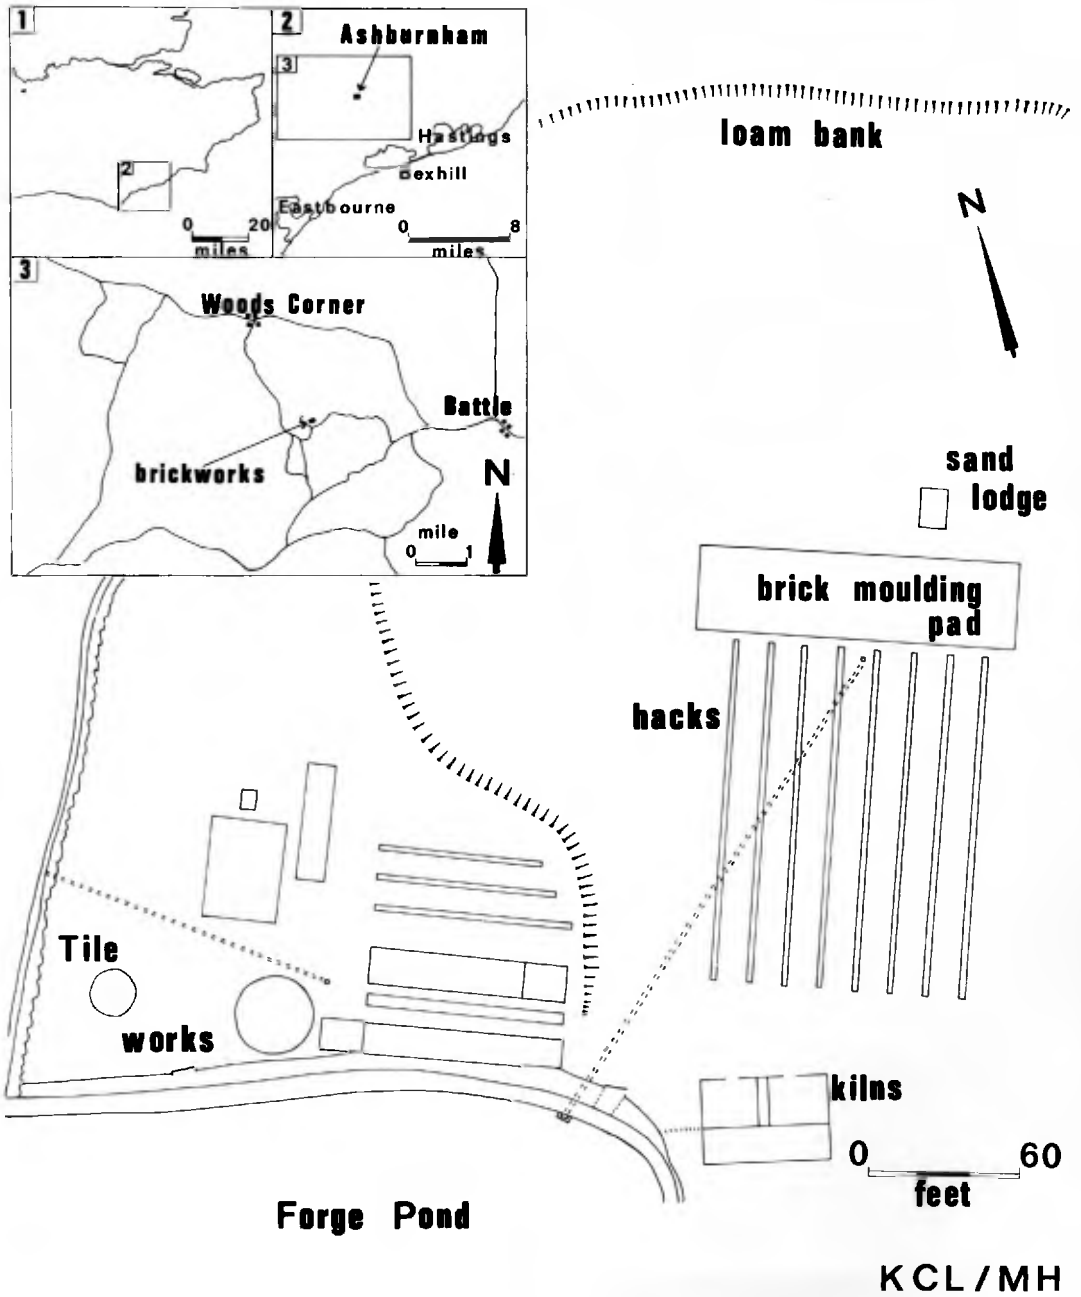 1
2
0 20
miles
2
Ashburnham
3
Hastings
exhill
Eastbourne
0 8
miles
3
Woods Corner
Battle
brickworks
N
mile
0 1
loam bank
N
sand
lodge
brick moulding
pad
hacks
Tile
works
kilns
0 60
feet
Forge Pond
KCL/MH